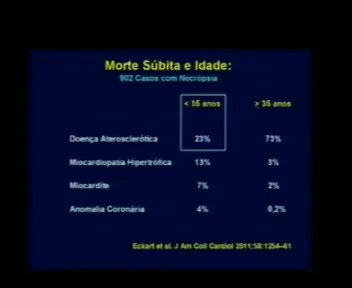 Morte Súbita e Idade:
902 Casos com Necrópsia
< 35 anos ≥ 35 anos
Doença Aterosclerótica 23% 73%
Miocardiopatia Hipertrótica 13% 3%
Miocardite 7% 2%
Anomalia Coronária 4% 0,2%
Eckart et al. J Am Coll Cardiol 2011;58:1254–61